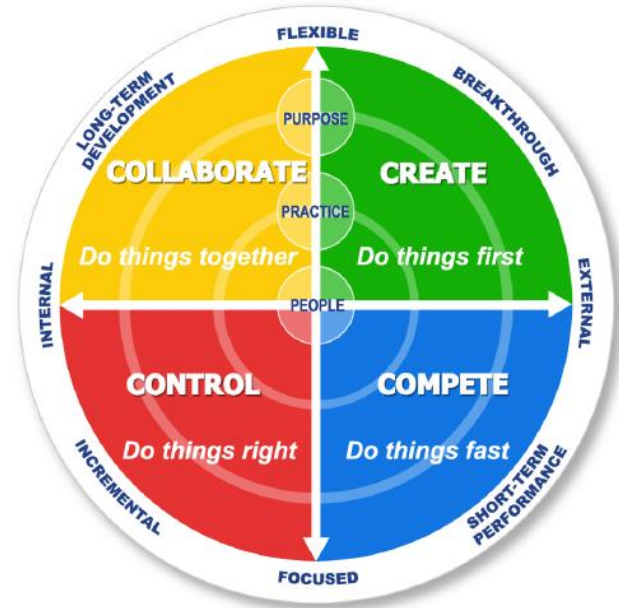 FLEXIBLE
LONG-TERM
DEVELOPMENT
BREAKTHROUGH
PURPOSE
COLLABORATE
CREATE
PRACTICE
Do things together
Do things first
INTERNAL
PEOPLE
EXTERNAL
CONTROL
COMPETE
Do things right
Do things fast
INCREMENTAL
SHORT-TERM
PERFORMANCE
FOCUSED